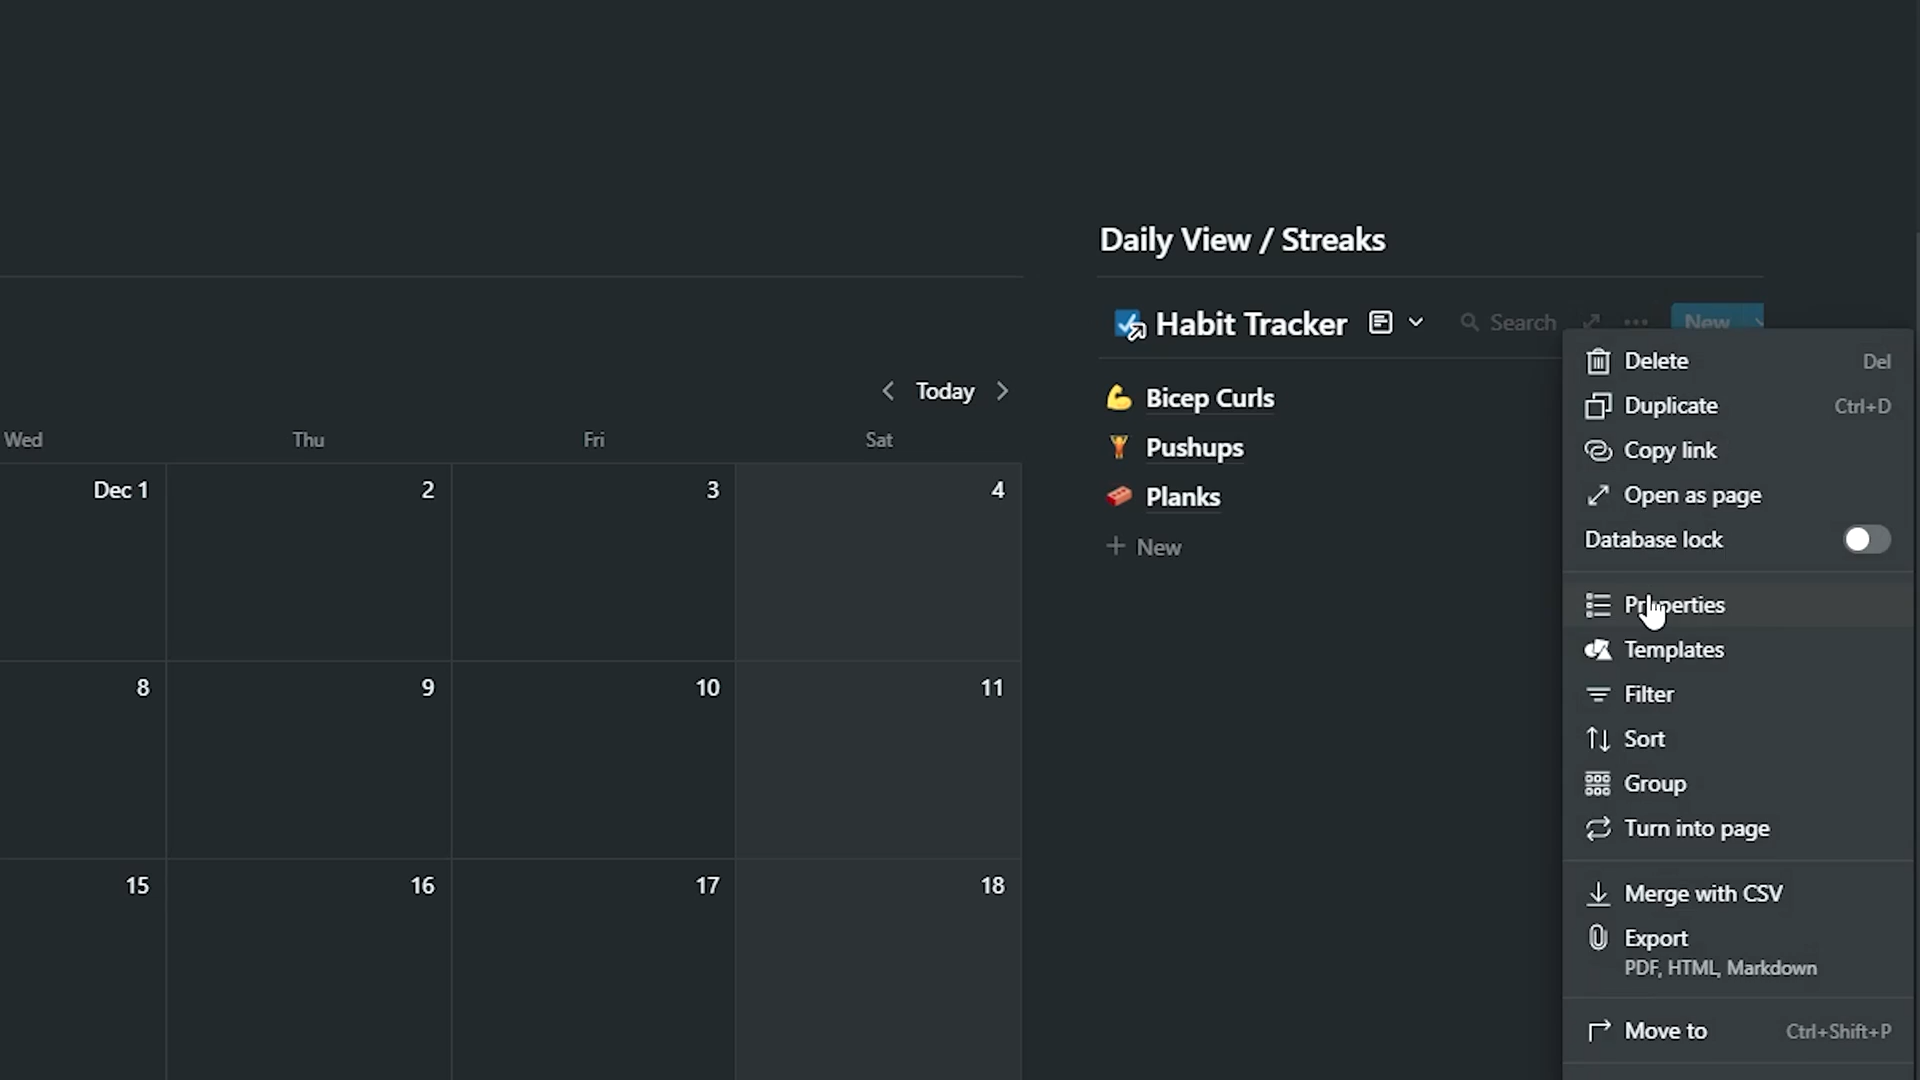 Daily View / Streaks
Habit Tracker
Search
New
Today
Wed Thu Fri Sat
Dec 1 2 3 4
8 9 10 11
15 16 17 18
Bicep Curls
Pushups
Planks
+ New
Delete Del
Duplicate Ctrl+D
Copy link
Open as page
Database lock
Properties
Templates
Filter
Sort
Group
Turn into page
Merge with CSV
Export
PDF, HTML, Markdown
Move to Ctrl+Shift+P